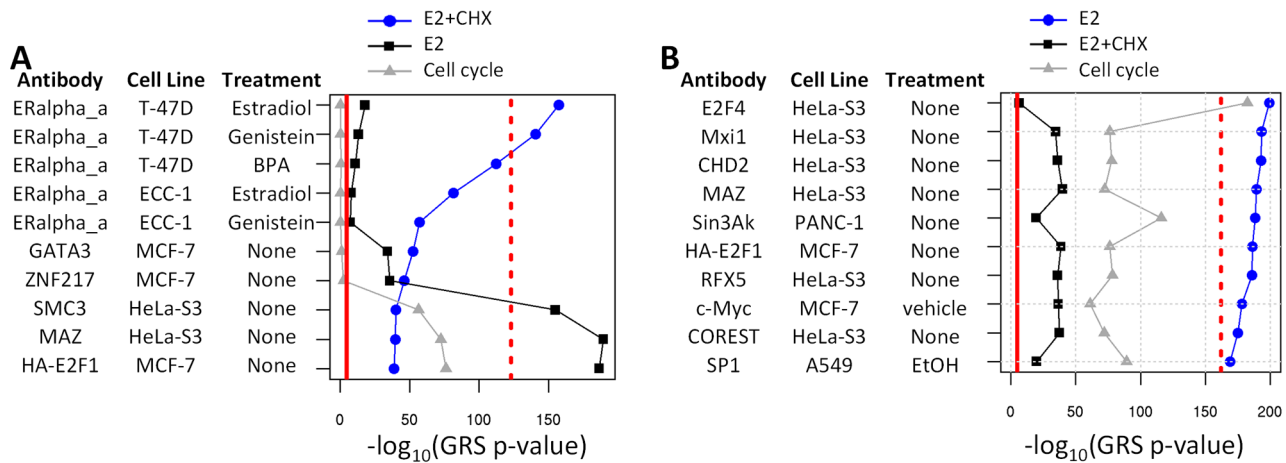 A
E2+CHX
E2
Cell cycle
Antibody Cell Line Treatment
ERalpha_a T-47D Estradiol
ERalpha_a T-47D Genistein
ERalpha_a T-47D BPA
ERalpha_a ECC-1 Estradiol
ERalpha_a ECC-1 Genistein
GATA3 MCF-7 None
ZNF217 MCF-7 None
SMC3 HeLa-S3 None
MAZ HeLa-S3 None
HA-E2F1 MCF-7 None
0 50 100 150
-log10(GRS p-value)
B
E2
E2+CHX
Cell cycle
Antibody Cell Line Treatment
E2F4 HeLa-S3 None
Mxi1 HeLa-S3 None
CHD2 HeLa-S3 None
MAZ HeLa-S3 None
Sin3Ak PANC-1 None
HA-E2F1 MCF-7 None
RFX5 HeLa-S3 None
c-Myc MCF-7 vehicle
COREST HeLa-S3 None
SP1 A549 EtOH
0 50 100 150 200
-log10(GRS p-value)